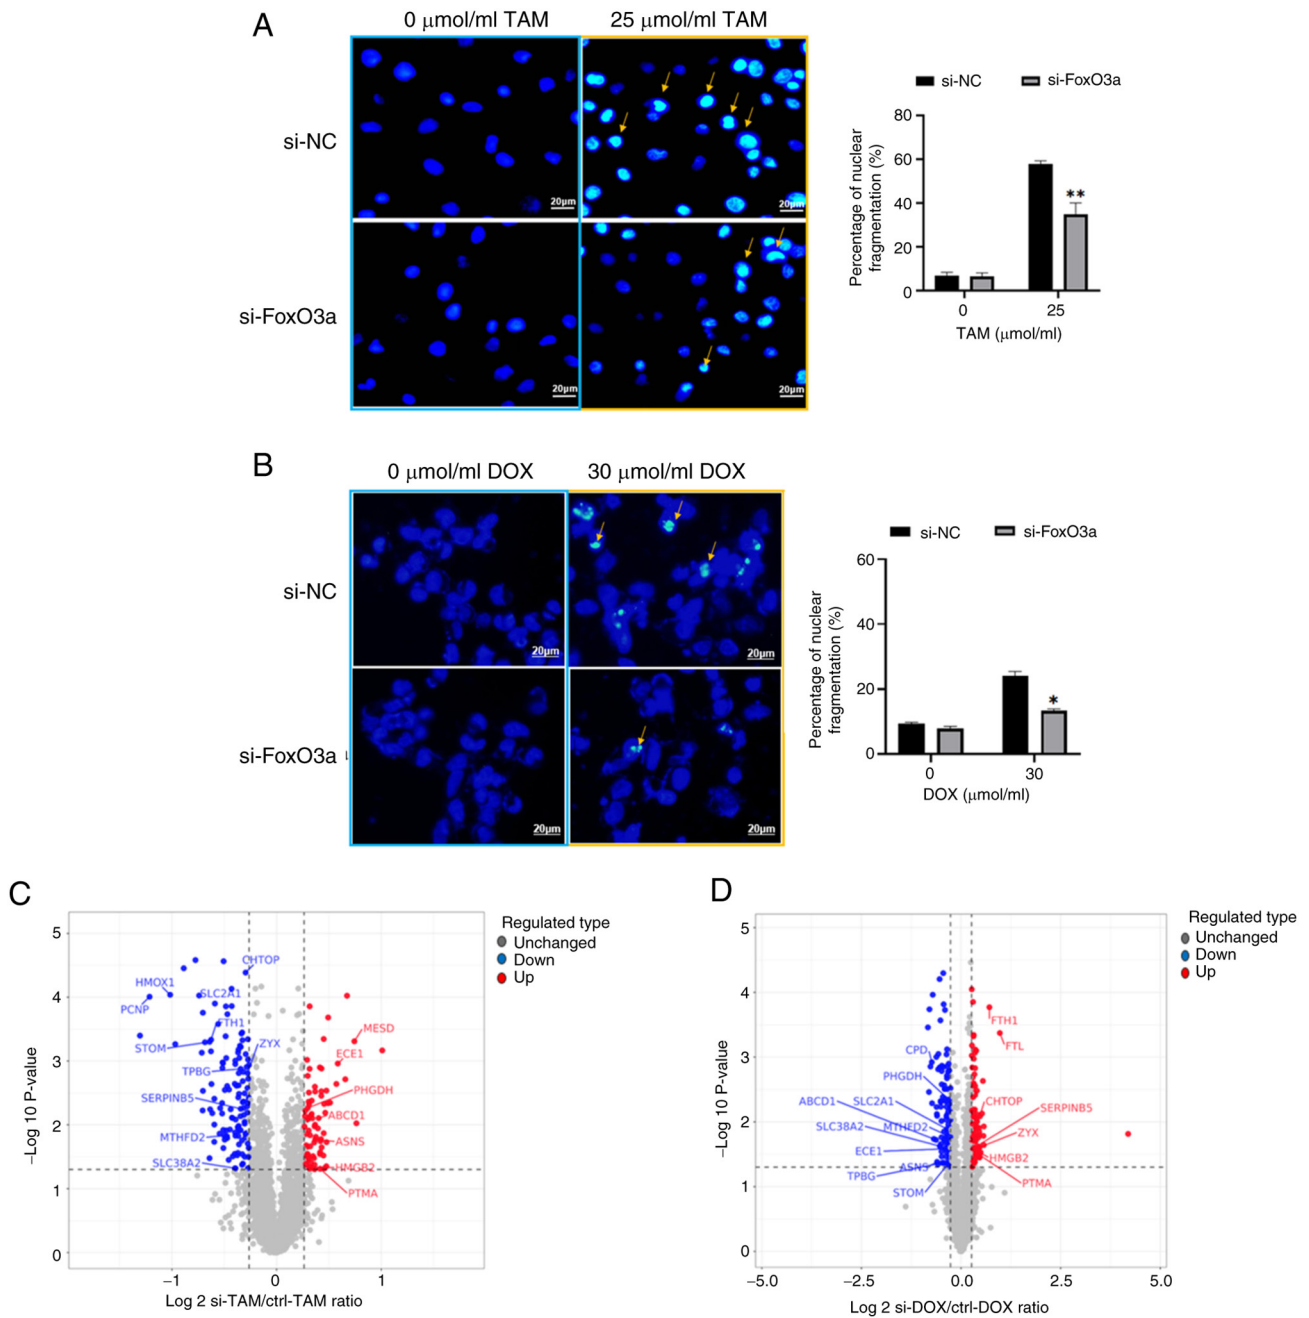 A
0 µmol/ml TAM
25 µmol/ml TAM
si-NC
si-FoxO3a
20µm
20µm
20µm
20µm
si-NC
si-FoxO3a
Percentage of nuclear
fragmentation (%)
80
60
40
20
0
**
0
25
TAM (µmol/ml)
B
0 µmol/ml DOX
30 µmol/ml DOX
si-NC
si-FoxO3a
20µm
20µm
20µm
20µm
si-NC
si-FoxO3a
Percentage of nuclear
fragmentation (%)
60
40
20
0
*
0
30
DOX (µmol/ml)
C
–Log 10 P-value
5
4
3
2
1
0
CHTOP
HMOX1
SLC2A1
PCNP
FTH1
STOM
ZYX
TPBG
SERPINB5
MTHFD2
SLC38A2
MESD
ECE1
PHGDH
ABCD1
ASNS
HMGB2
PTMA
−1
0
1
Log 2 si-TAM/ctrl-TAM ratio
Regulated type
Unchanged
Down
Up
D
–Log 10 P-value
5
4
3
2
1
0
FTH1
FTL
CPD
PHGDH
ABCD1
SLC2A1
CHTOP
SERPINB5
SLC38A2
MTHFD2
ZYX
ECE1
HMGB2
ASNS
TPBG
PTMA
STOM
−5.0
−2.5
0.0
2.5
5.0
Log 2 si-DOX/ctrl-DOX ratio
Regulated type
Unchanged
Down
Up